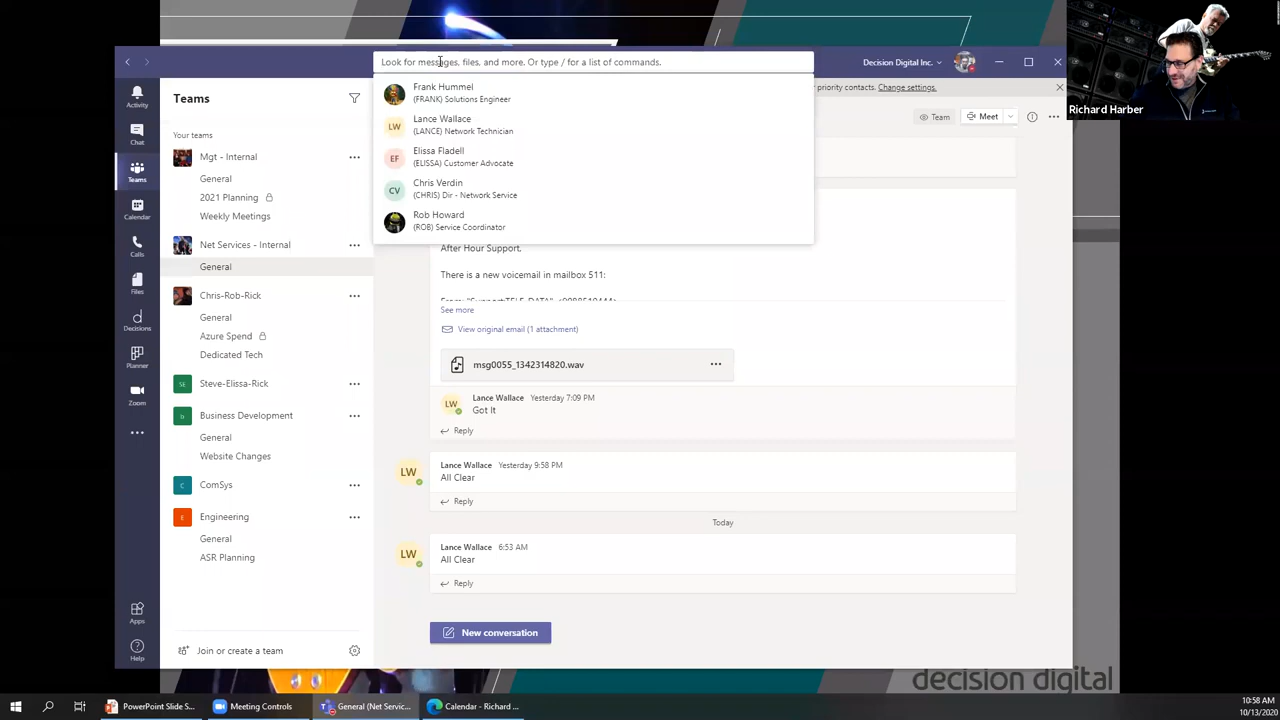 Look for messages, files, and more. Or type / for a list of commands.
Decision Digital Inc.
Richard Harber
Frank Hummel
(FRANK) Solutions Engineer
Lance Wallace
(LANCE) Network Technician
Elissa Fladell
(ELISSA) Customer Advocate
Chris Verdin
(CHRIS) Dir - Network Service
Rob Howard
(ROB) Service Coordinator
LW
EF
CV
priority contacts. Change settings.
Team
Meet
Activity
Chat
Teams
Calendar
Calls
Files
Decisions
Planner
Zoom
Apps
Help
Teams
Your teams
Mgt - Internal
General
2021 Planning
Weekly Meetings
Net Services - Internal
General
Chris-Rob-Rick
General
Azure Spend
Dedicated Tech
SE
Steve-Elissa-Rick
Business Development
General
Website Changes
C
ComSys
E
Engineering
General
ASR Planning
Join or create a team
After Hour Support,
There is a new voicemail in mailbox 511:
See more
View original email (1 attachment)
msg0055_1342314820.wav
LW
Lance Wallace Yesterday 7:09 PM
Got It
Reply
LW
Lance Wallace Yesterday 9:58 PM
All Clear
Reply
Today
LW
Lance Wallace 6:53 AM
All Clear
Reply
New conversation
decision digital
PowerPoint Slide S...
Meeting Controls
General (Net Servic...
Calendar - Richard ...
10:58 AM
10/13/2020